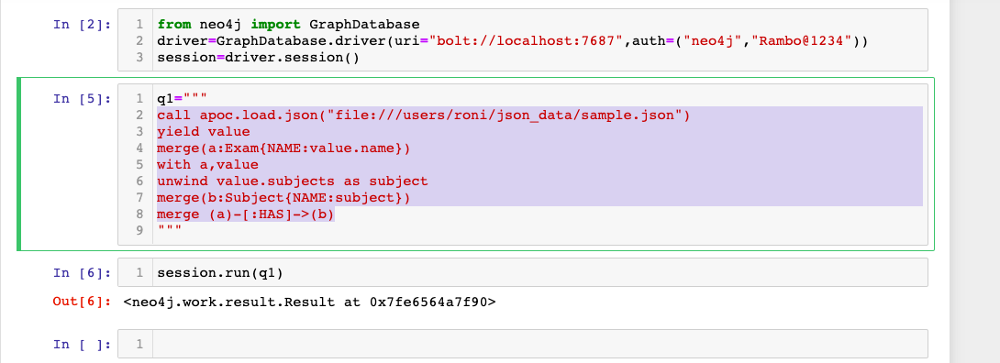 In [2]:
1 from neo4j import GraphDatabase
2 driver=GraphDatabase.driver(uri="bolt://localhost:7687",auth=("neo4j","Rambo@1234"))
3 session=driver.session()
In [5]:
1 q1="""
2 call apoc.load.json("file:///users/roni/json_data/sample.json")
3 yield value
4 merge(a:Exam{NAME:value.name})
5 with a,value
6 unwind value.subjects as subject
7 merge(b:Subject{NAME:subject})
8 merge (a)-[:HAS]->(b)
9 """
In [6]:
1 session.run(q1)
Out[6]: <neo4j.work.result.Result at 0x7fe6564a7f90>
In [ ]:
1